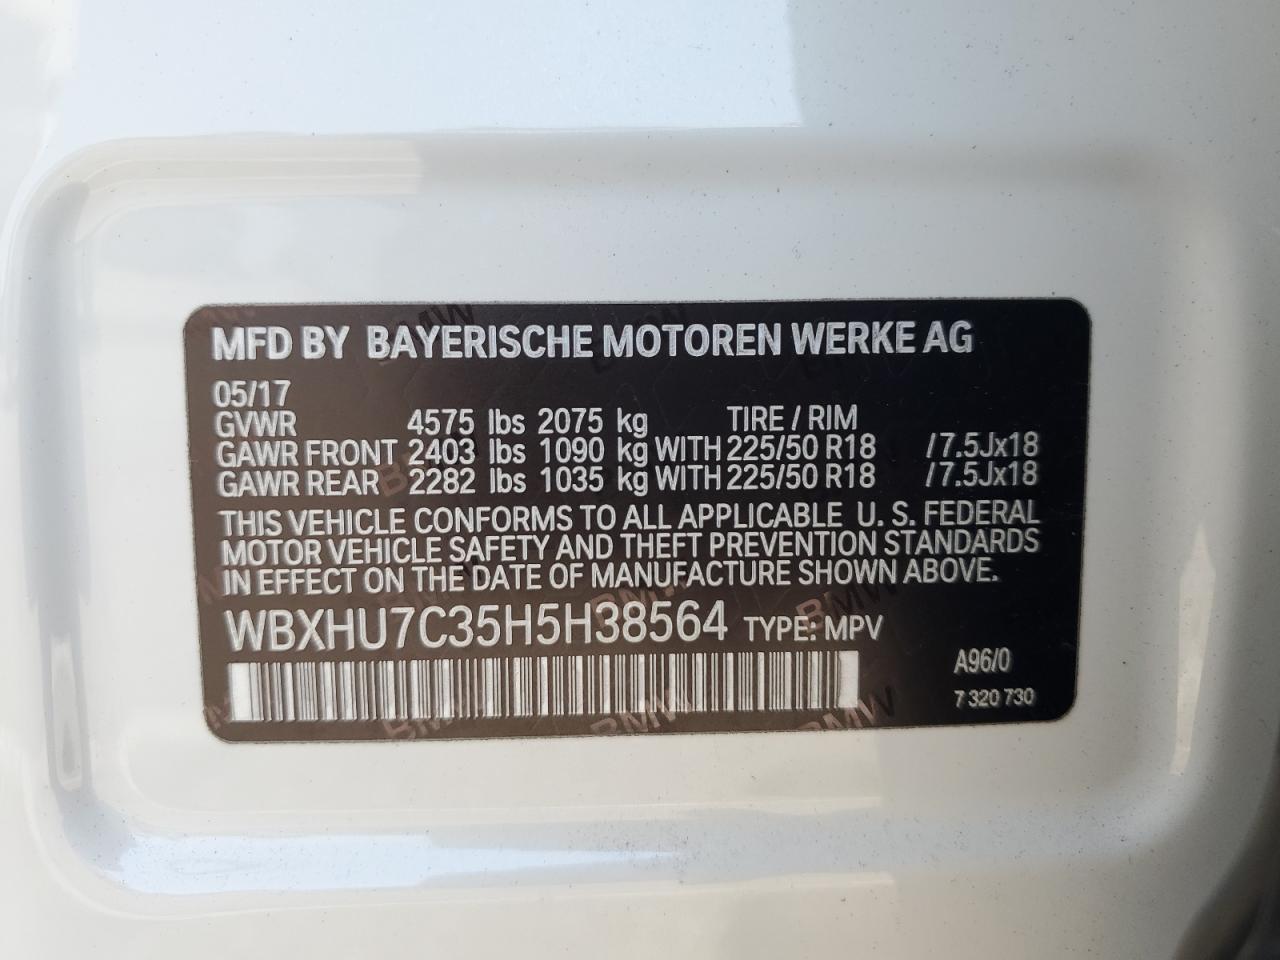 MFD BY BAYERISCHE MOTOREN WERKE AG
05/17
GVWR 4575 lbs 2075 kg TIRE / RIM
GAWR FRONT 2403 lbs 1090 kg WITH 225/50 R18 /7.5Jx18
GAWR REAR 2282 lbs 1035 kg WITH 225/50 R18 /7.5Jx18
THIS VEHICLE CONFORMS TO ALL APPLICABLE U. S. FEDERAL
MOTOR VEHICLE SAFETY AND THEFT PREVENTION STANDARDS
IN EFFECT ON THE DATE OF MANUFACTURE SHOWN ABOVE.
WBXHU7C35H5H38564 TYPE: MPV
A96/0
7 320 730